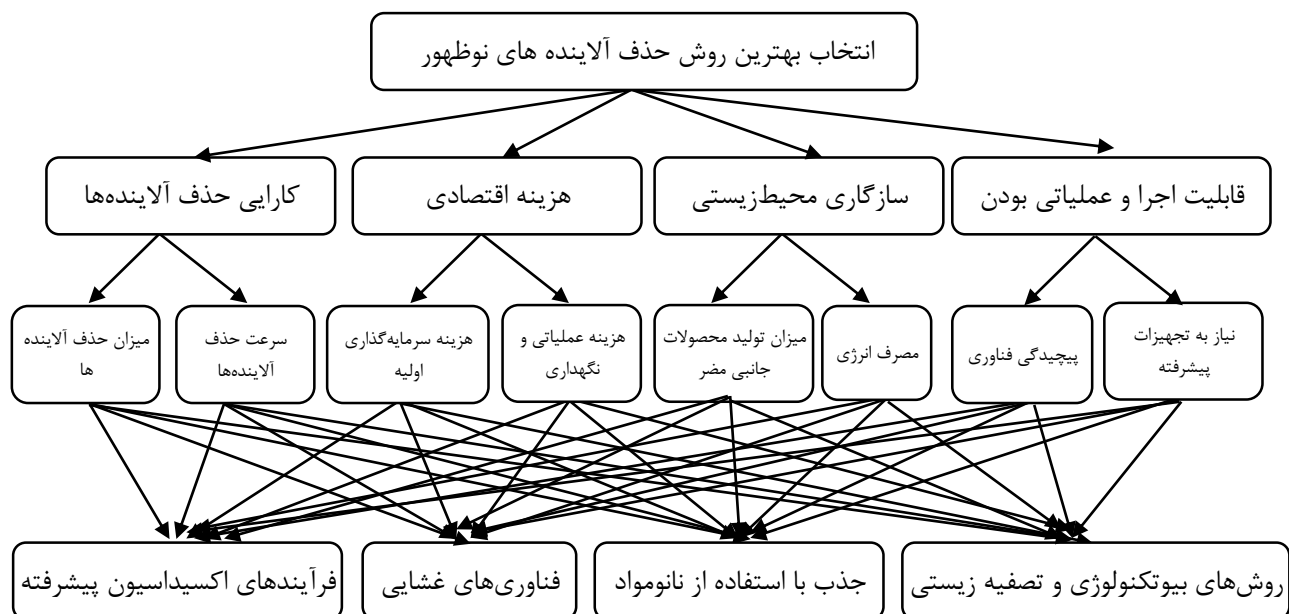 انتخاب بهترین روش حذف آلاینده های نوظهور
قابلیت اجرا و عملیاتی بودن
سازگاری محیط‌زیستی
هزینه اقتصادی
کارایی حذف آلاینده‌ها
نیاز به تجهیزات
پیشرفته
پیچیدگی فناوری
مصرف انرژی
میزان تولید محصولات
جانبی مضر
هزینه عملیاتی و
نگهداری
هزینه سرمایه‌گذاری
اولیه
سرعت حذف
آلاینده‌ها
میزان حذف آلاینده
ها
روش‌های بیوتکنولوژی و تصفیه زیستی
جذب با استفاده از نانومواد
فناوری‌های غشایی
فرآیندهای اکسیداسیون پیشرفته